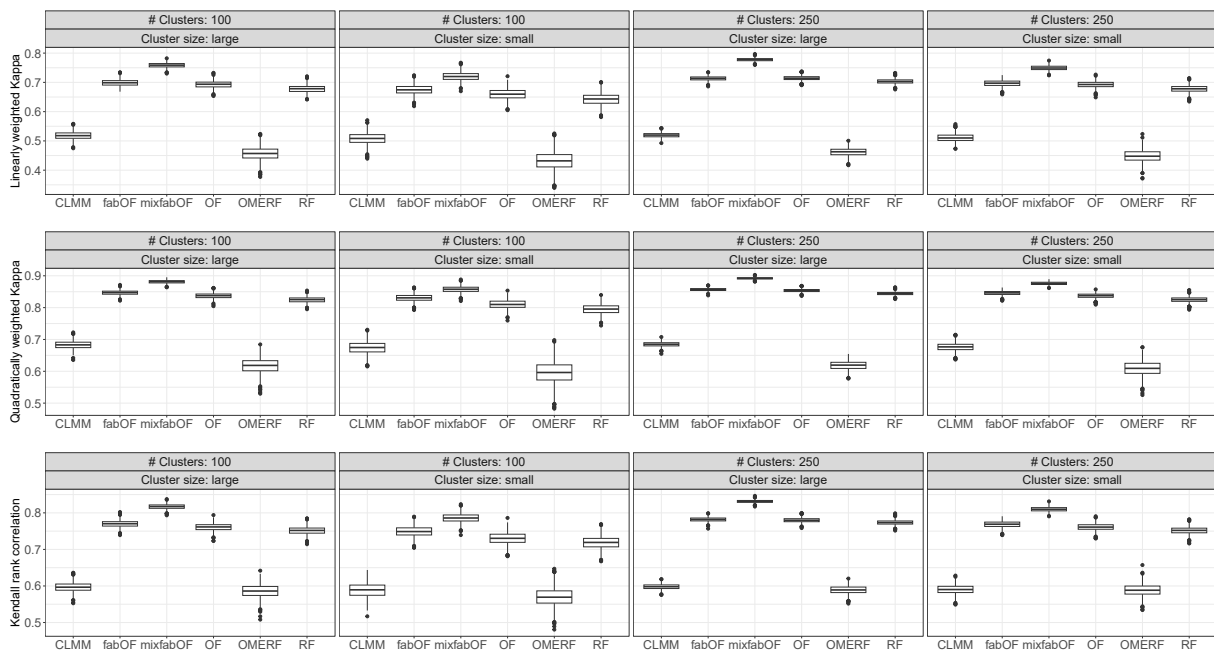 # Clusters: 100 # Clusters: 100 # Clusters: 250 # Clusters: 250
Cluster size: large Cluster size: small Cluster size: large Cluster size: small
Linearly weighted Kappa
0.8
0.7
0.6
0.5
0.4
CLMM fabOF mixfabOF OF OMERF RF CLMM fabOF mixfabOF OF OMERF RF CLMM fabOF mixfabOF OF OMERF RF CLMM fabOF mixfabOF OF OMERF RF
# Clusters: 100 # Clusters: 100 # Clusters: 250 # Clusters: 250
Cluster size: large Cluster size: small Cluster size: large Cluster size: small
Quadratically weighted Kappa
0.9
0.8
0.7
0.6
0.5
CLMM fabOF mixfabOF OF OMERF RF CLMM fabOF mixfabOF OF OMERF RF CLMM fabOF mixfabOF OF OMERF RF CLMM fabOF mixfabOF OF OMERF RF
# Clusters: 100 # Clusters: 100 # Clusters: 250 # Clusters: 250
Cluster size: large Cluster size: small Cluster size: large Cluster size: small
Kendall rank correlation
0.8
0.7
0.6
0.5
CLMM fabOF mixfabOF OF OMERF RF CLMM fabOF mixfabOF OF OMERF RF CLMM fabOF mixfabOF OF OMERF RF CLMM fabOF mixfabOF OF OMERF RF